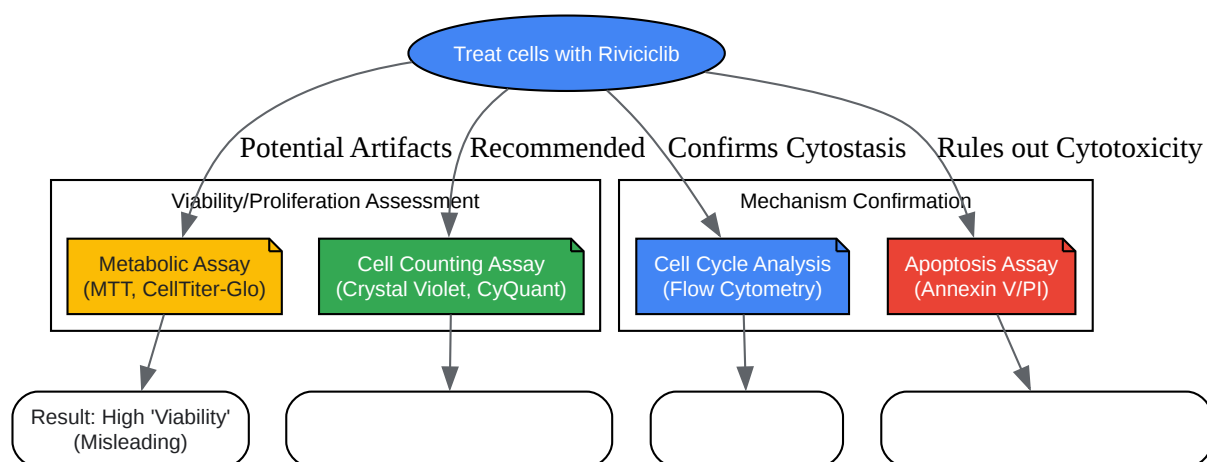 Treat cells with Riviciclib
Potential Artifacts
Recommended
Confirms Cytostasis
Rules out Cytotoxicity
Viability/Proliferation Assessment
Mechanism Confirmation
Metabolic Assay
(MTT, CellTiter-Glo)
Cell Counting Assay
(Crystal Violet, CyQuant)
Cell Cycle Analysis
(Flow Cytometry)
Apoptosis Assay
(Annexin V/PI)
Result: High 'Viability'
(Misleading)